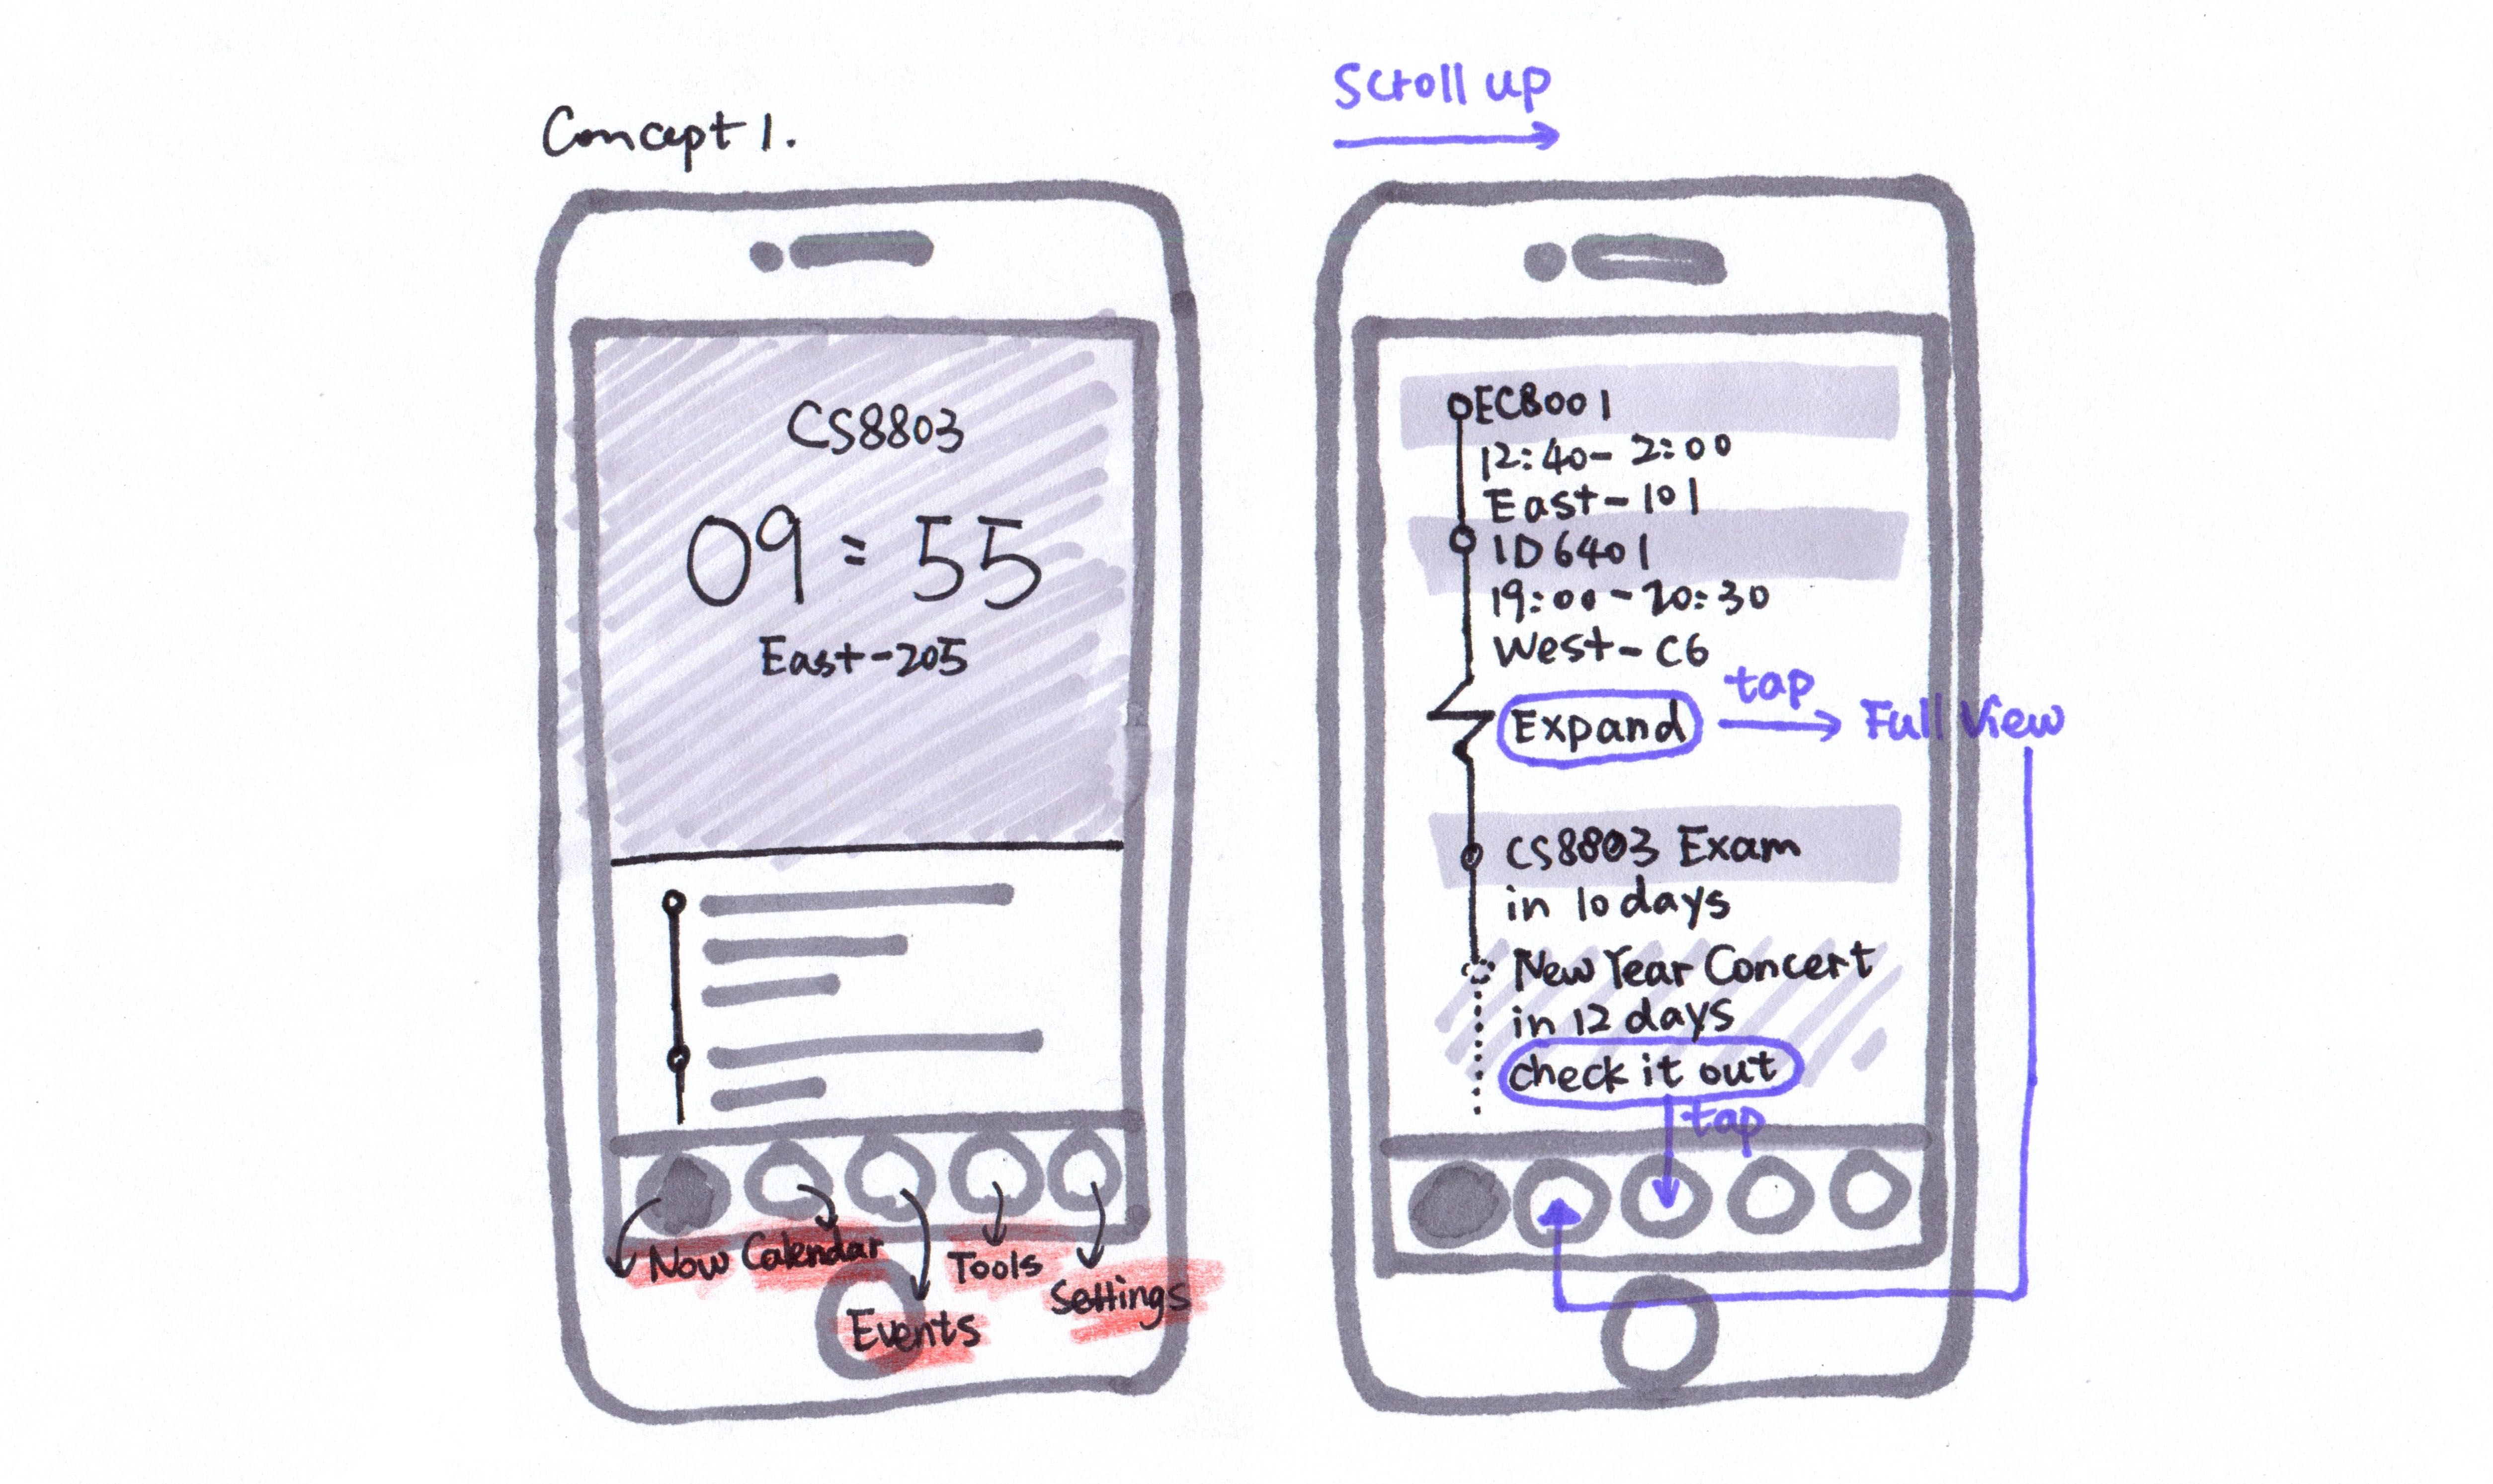 Concept 1.
CS8803
09:55
East-205
Now
Calendar
Events
Tools
Settings
Scroll up
EC8001
12:40-2:00
East-101
ID6401
19:00-20:30
West-C6
Expand
tap
Full View
CS8803 Exam
in 10 days
New Year Concert
in 12 days
check it out
tap